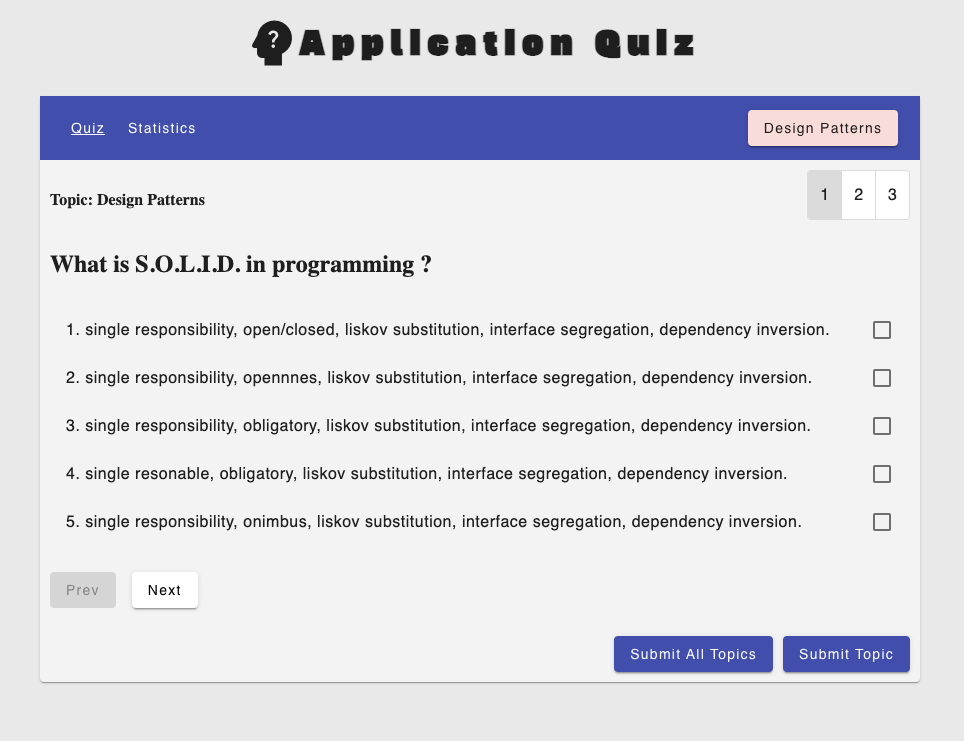 ? Application Quiz
Quiz Statistics Design Patterns
Topic: Design Patterns 1 2 3
What is S.O.L.I.D. in programming ?
1. single responsibility, open/closed, liskov substitution, interface segregation, dependency inversion.
2. single responsibility, opennnes, liskov substitution, interface segregation, dependency inversion.
3. single responsibility, obligatory, liskov substitution, interface segregation, dependency inversion.
4. single resonable, obligatory, liskov substitution, interface segregation, dependency inversion.
5. single responsibility, onimbus, liskov substitution, interface segregation, dependency inversion.
Prev Next
Submit All Topics Submit Topic